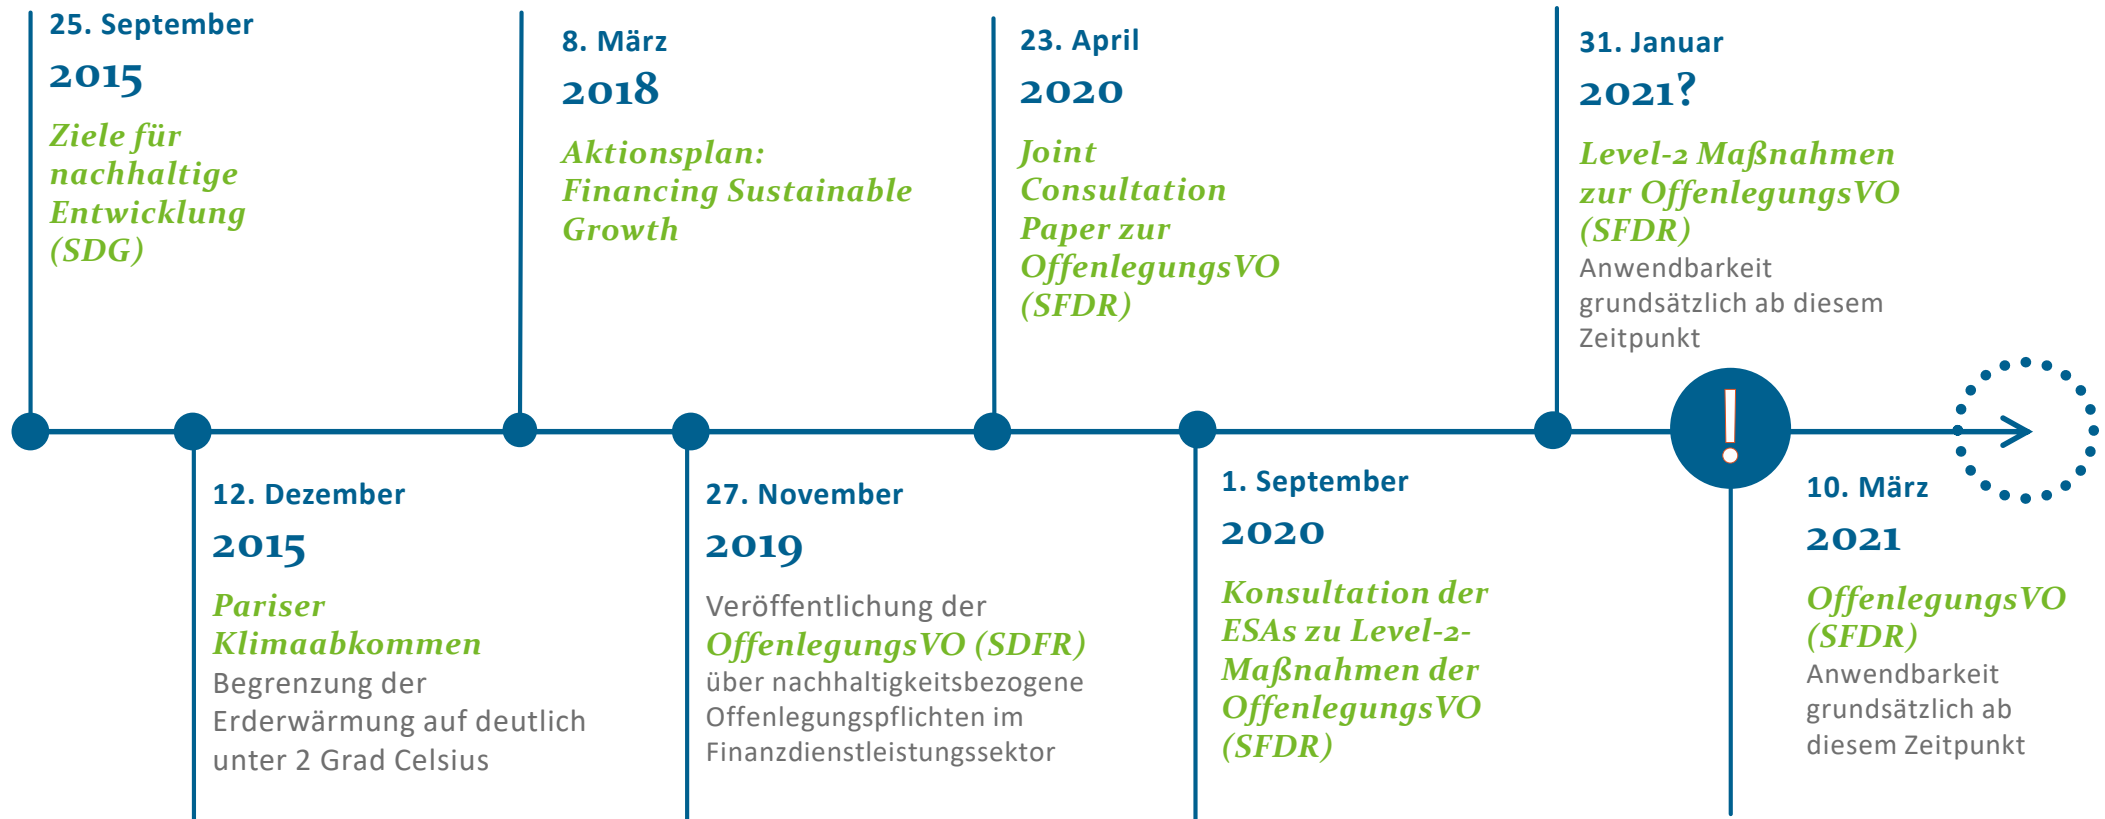 25. September
2015
Ziele für
nachhaltige
Entwicklung
(SDG)
8. März
2018
Aktionsplan:
Financing Sustainable
Growth
23. April
2020
Joint
Consultation
Paper zur
OffenlegungsVO
(SFDR)
31. Januar
2021?
Level-2 Maßnahmen
zur OffenlegungsVO
(SFDR)
Anwendbarkeit
grundsätzlich ab diesem
Zeitpunkt
!
12. Dezember
2015
Pariser
Klimaabkommen
Begrenzung der
Erderwärmung auf deutlich
unter 2 Grad Celsius
27. November
2019
Veröffentlichung der
OffenlegungsVO (SDFR)
über nachhaltigkeitsbezogene
Offenlegungspflichten im
Finanzdienstleistungssektor
1. September
2020
Konsultation der
ESAs zu Level-2-
Maßnahmen der
OffenlegungsVO
(SFDR)
10. März
2021
OffenlegungsVO
(SFDR)
Anwendbarkeit
grundsätzlich ab
diesem Zeitpunkt